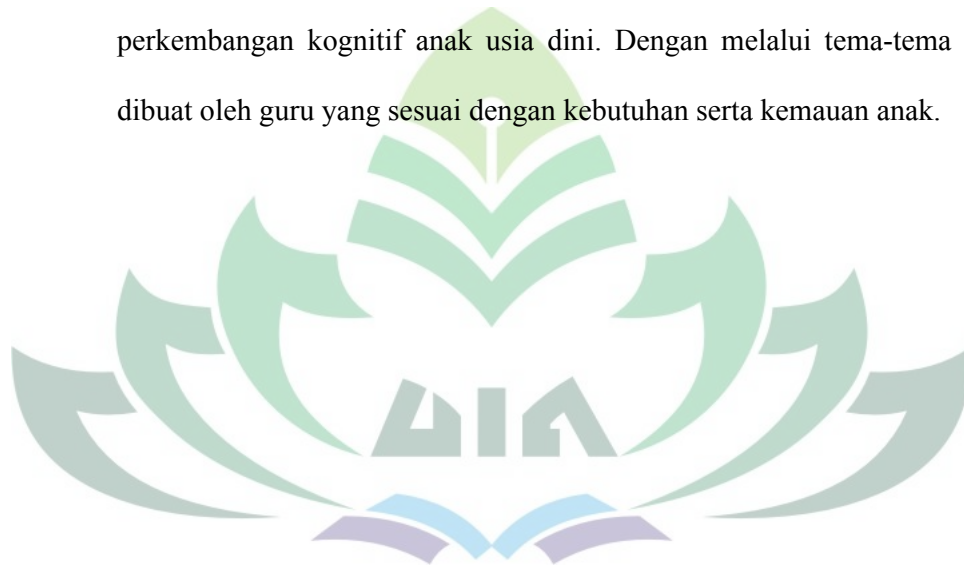 perkembangan kognitif anak usia dini. Dengan melalui tema-tema
dibuat oleh guru yang sesuai dengan kebutuhan serta kemauan anak.
UIN